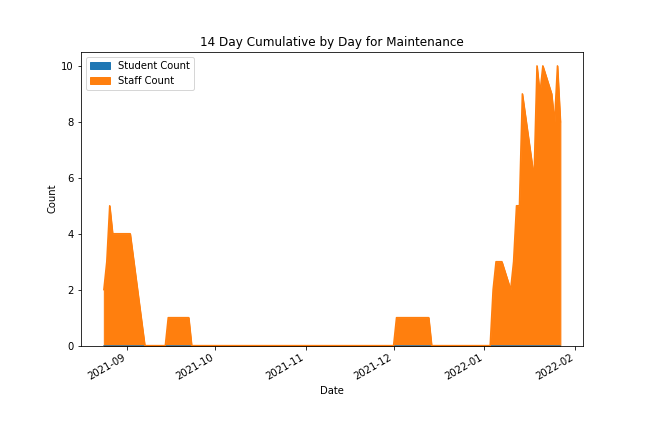 14 Day Cumulative by Day for Maintenance
Student Count
Staff Count
10
8
6
4
2
0
Count
2021-09
2021-10
2021-11
2021-12
2022-01
2022-02
Date